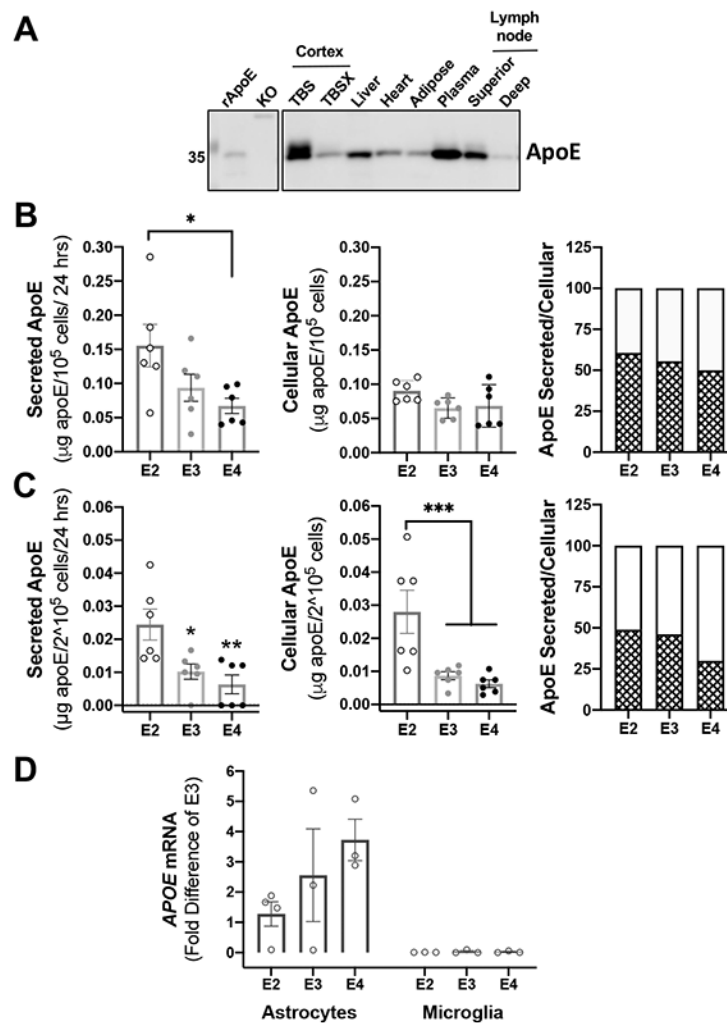 A
Lymph
node
Cortex
rApoE
KO
TBS
TBSX
Liver
Heart
Adipose
Plasma
Superior
Deep
35
ApoE
B
Secreted ApoE
(µg apoE/10⁵ cells/ 24 hrs)
0.30
0.25
0.20
0.15
0.10
0.05
0.00
*
E2 E3 E4
Cellular ApoE
(µg apoE/10⁵ cells)
0.30
0.25
0.20
0.15
0.10
0.05
0.00
E2 E3 E4
ApoE Secreted/Cellular
125
100
75
50
25
0
E2 E3 E4
C
Secreted ApoE
(µg apoE/2^10⁵ cells/24 hrs)
0.06
0.05
0.04
0.03
0.02
0.01
0.00
* **
E2 E3 E4
Cellular ApoE
(µg apoE/2^10⁵ cells)
0.06
0.05
0.04
0.03
0.02
0.01
0.00
***
E2 E3 E4
ApoE Secreted/Cellular
125
100
75
50
25
0
E2 E3 E4
D
APOE mRNA
(Fold Difference of E3)
6
5
4
3
2
1
0
E2 E3 E4 E2 E3 E4
Astrocytes Microglia